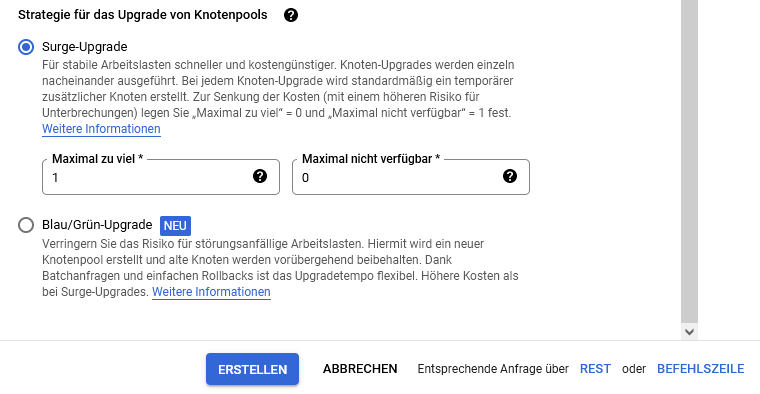 Strategie für das Upgrade von Knotenpools ?
Surge-Upgrade
Für stabile Arbeitslasten schneller und kostengünstiger. Knoten-Upgrades werden einzeln
nacheinander ausgeführt. Bei jedem Knoten-Upgrade wird standardmäßig ein temporärer
zusätzlicher Knoten erstellt. Zur Senkung der Kosten (mit einem höheren Risiko für
Unterbrechungen) legen Sie „Maximal zu viel“ = 0 und „Maximal nicht verfügbar“ = 1 fest.
Weitere Informationen
Maximal zu viel * Maximal nicht verfügbar *
1 ? 0 ?
Blau/Grün-Upgrade NEU
Verringern Sie das Risiko für störungsanfällige Arbeitslasten. Hiermit wird ein neuer
Knotenpool erstellt und alte Knoten werden vorübergehend beibehalten. Dank
Batchanfragen und einfachen Rollbacks ist das Upgradetempo flexibel. Höhere Kosten als
bei Surge-Upgrades. Weitere Informationen
ERSTELLEN ABBRECHEN Entsprechende Anfrage über REST oder BEFEHLSZEILE